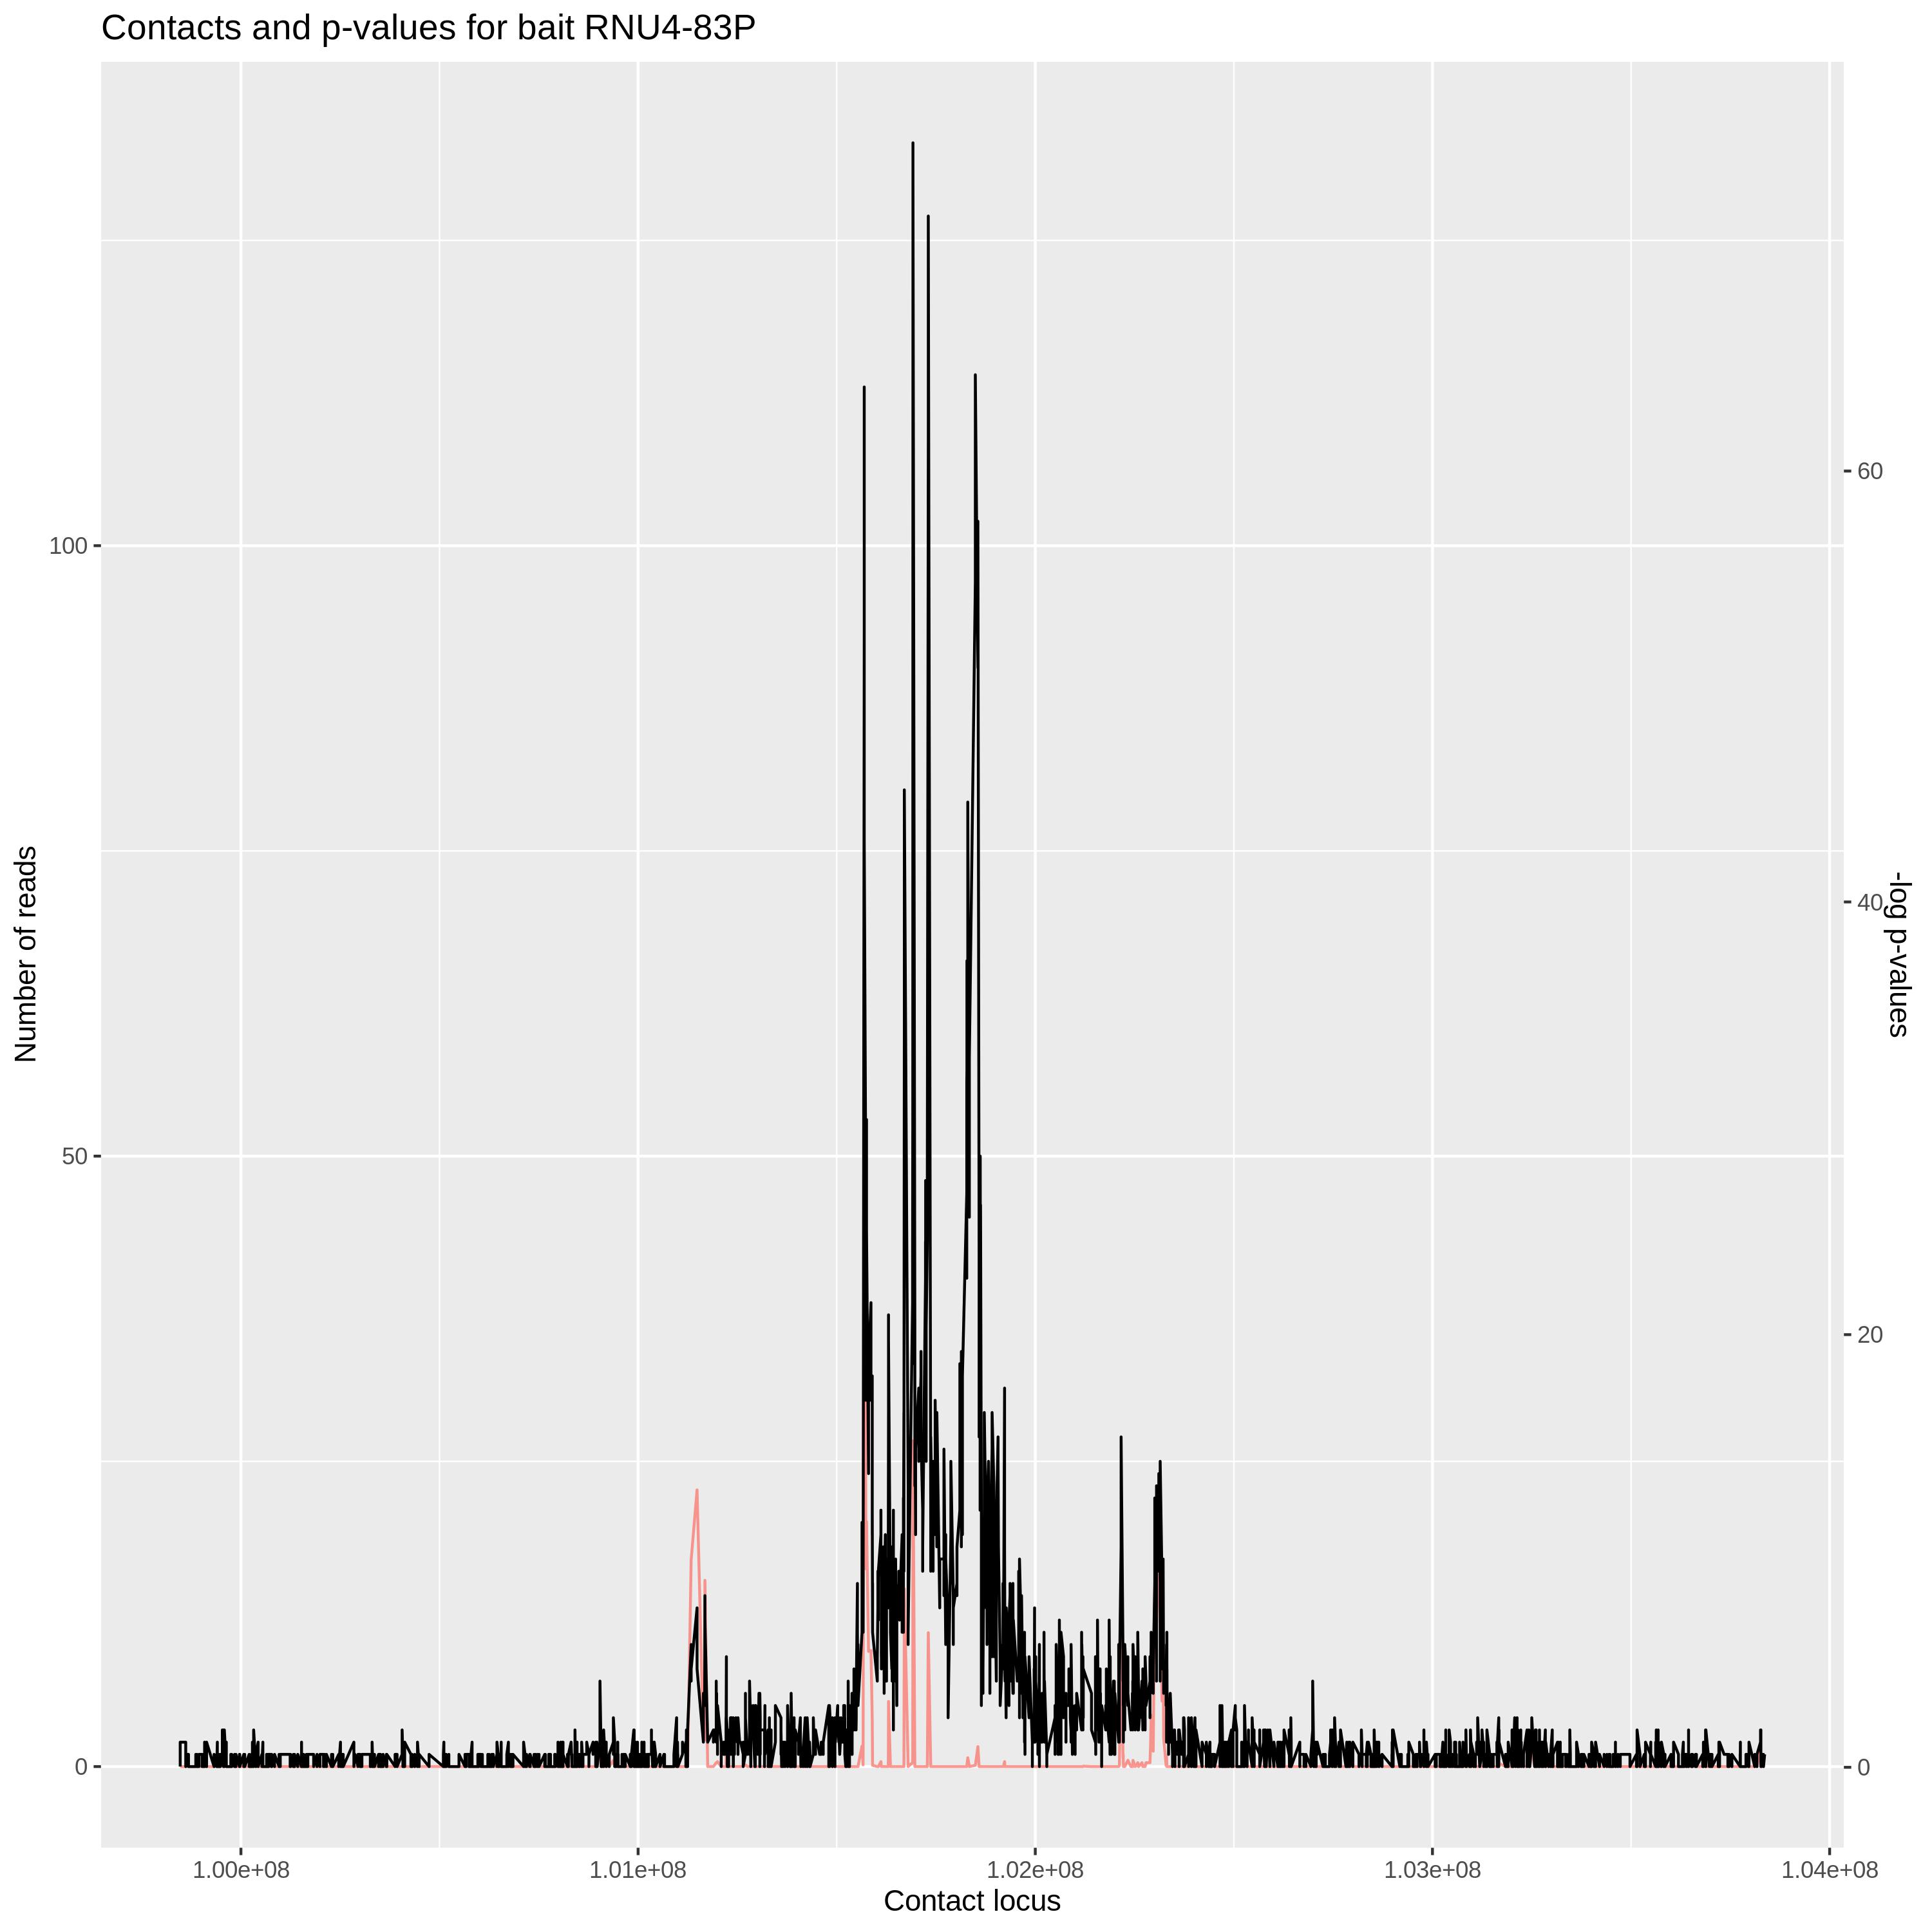 Contacts and p-values for bait RNU4-83P
100
50
0
Number of reads
60
40
20
0
-log p-values
1.00e+08
1.01e+08
1.02e+08
1.03e+08
1.04e+08
Contact locus